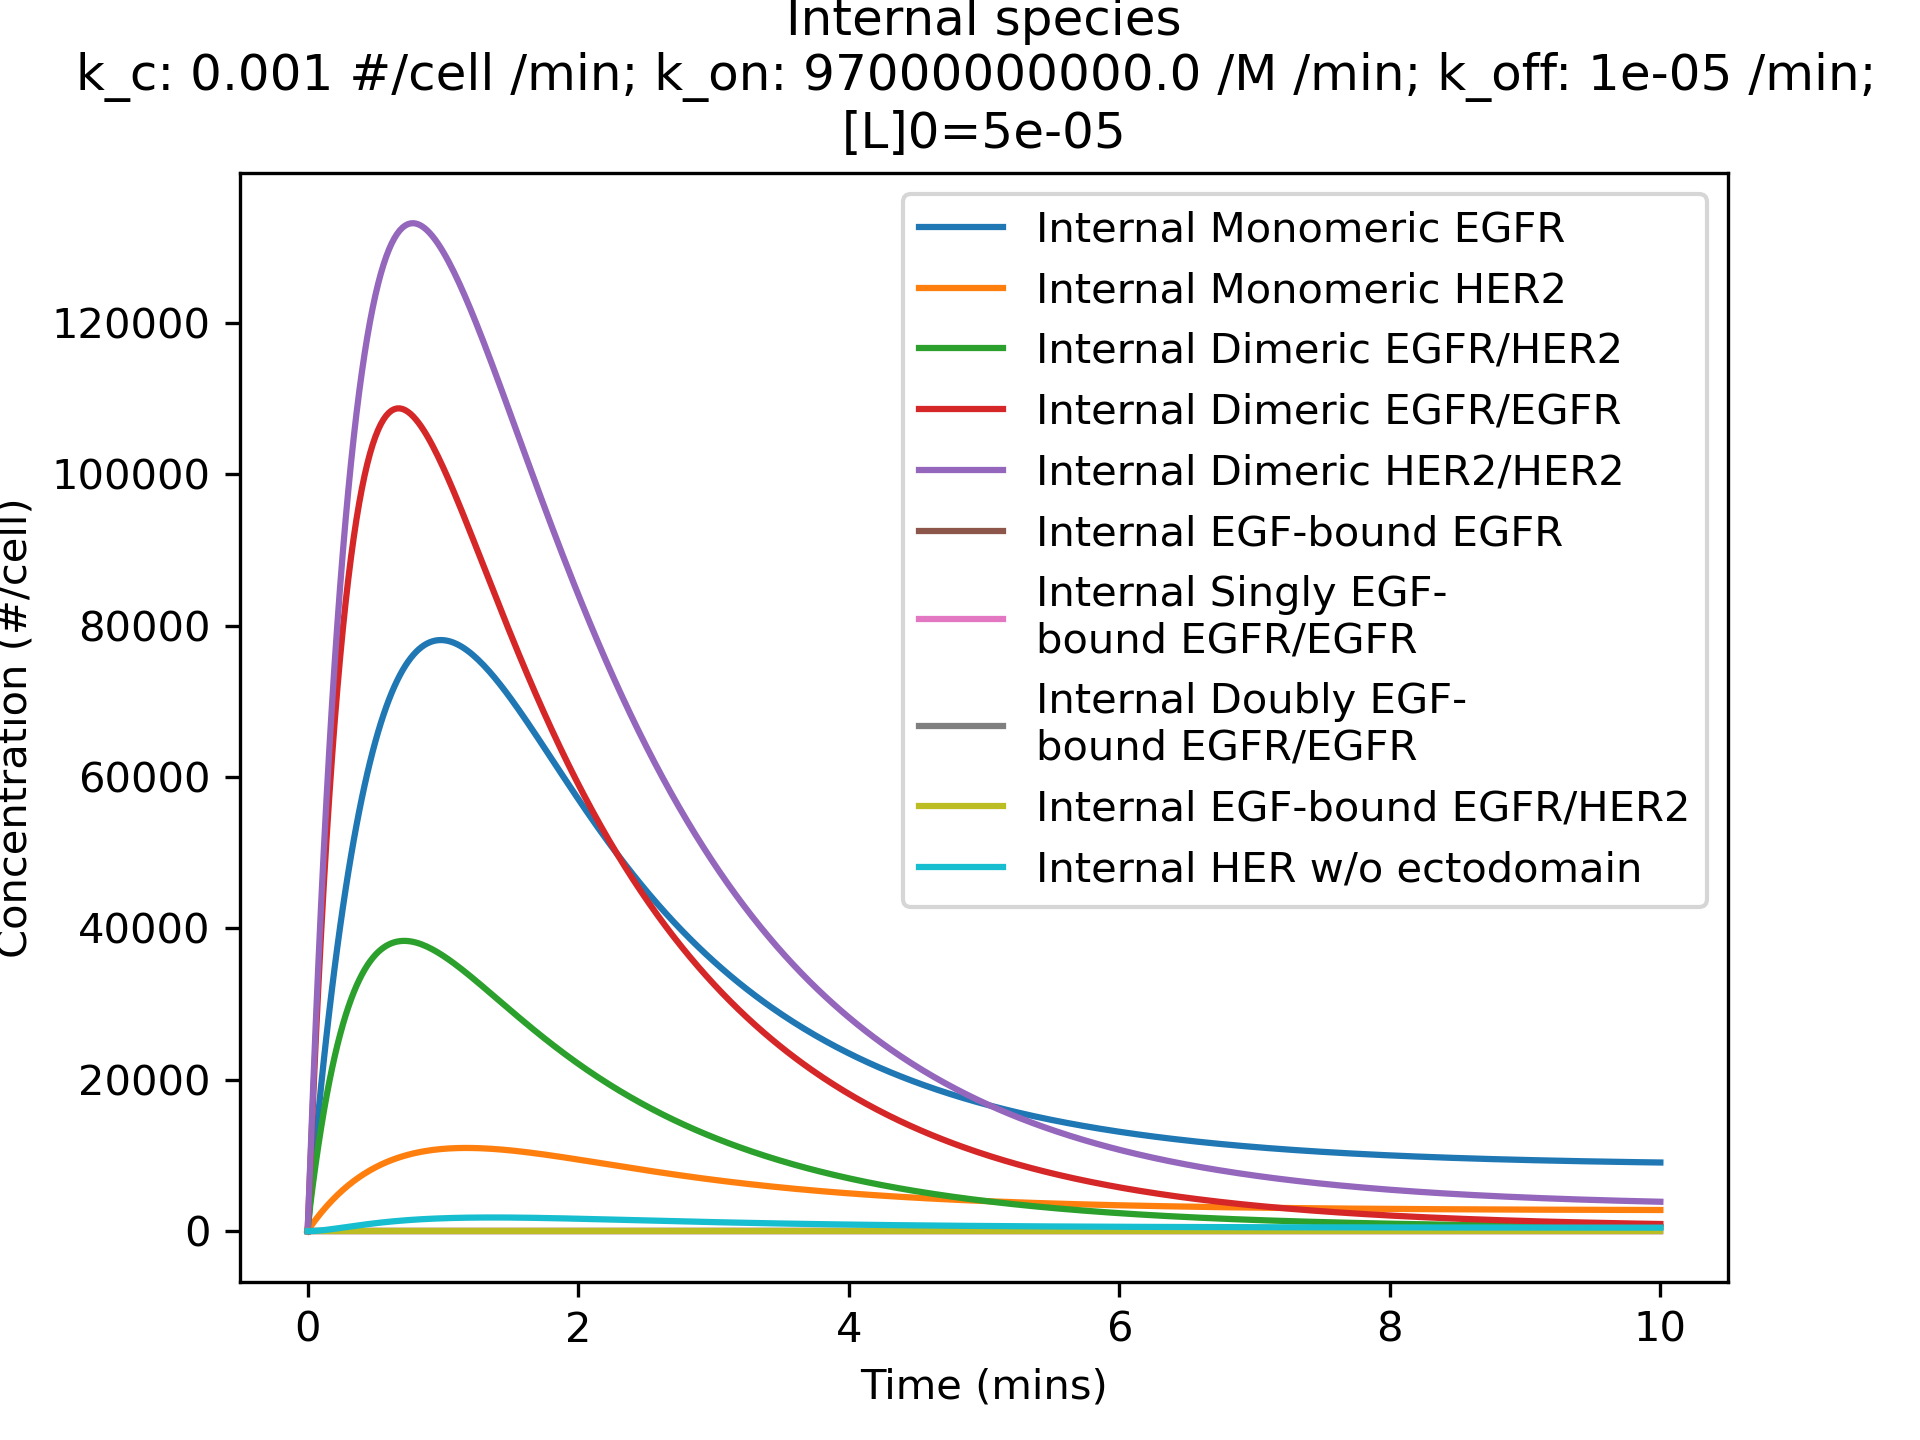 Internal species
k_c: 0.001 #/cell /min; k_on: 97000000000.0 /M /min; k_off: 1e-05 /min;
[L]0=5e-05
Concentration (#/cell)
120000
100000
80000
60000
40000
20000
0
Internal Monomeric EGFR
Internal Monomeric HER2
Internal Dimeric EGFR/HER2
Internal Dimeric EGFR/EGFR
Internal Dimeric HER2/HER2
Internal EGF-bound EGFR
Internal Singly EGF-
bound EGFR/EGFR
Internal Doubly EGF-
bound EGFR/EGFR
Internal EGF-bound EGFR/HER2
Internal HER w/o ectodomain
0 2 4 6 8 10
Time (mins)